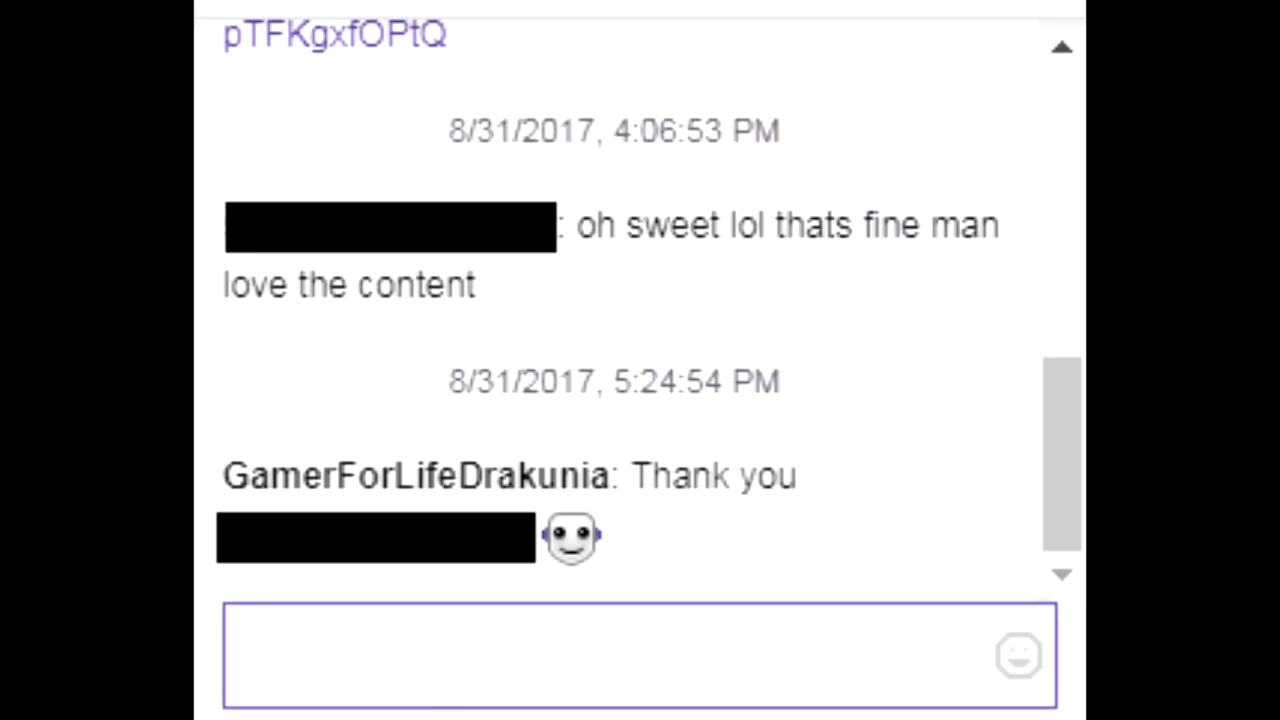 pTFKgxfOPtQ
8/31/2017, 4:06:53 PM
: oh sweet lol thats fine man
love the content
8/31/2017, 5:24:54 PM
GamerForLifeDrakunia: Thank you